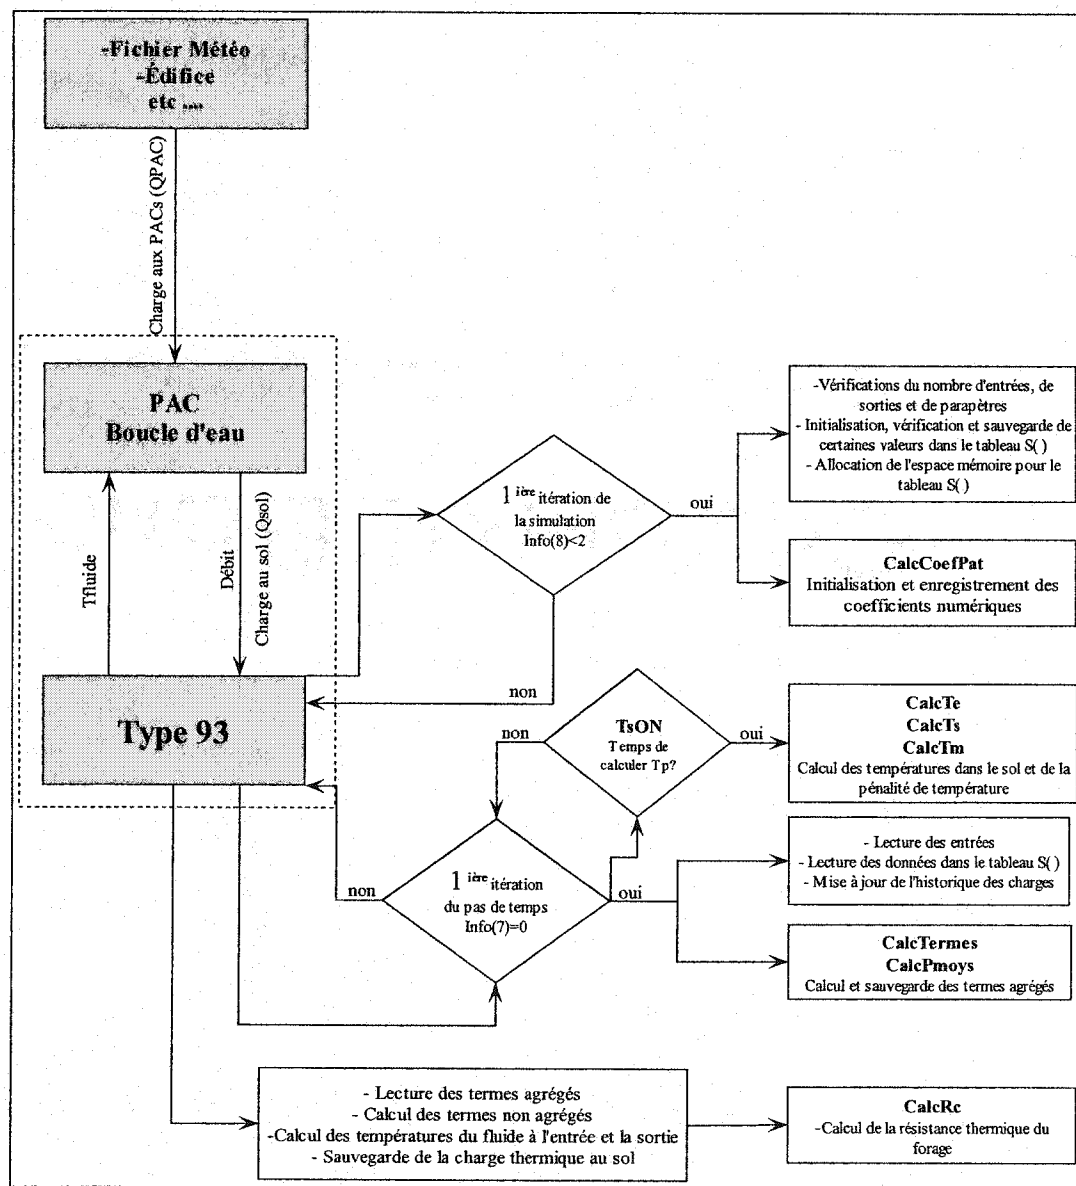 -Fichier Météo
-Édifice
etc ....
Charge aux PACs (QPAC)
PAC
Boucle d'eau
Tfluide
Débit
Charge au sol (Qsol)
Type 93
1 ière itération de
la simulation
Info(8)<2
oui
non
-Vérifications du nombre d'entrées, de
sorties et de parapètres
- Initialisation, vérification et sauvegarde de
certaines valeurs dans le tableau S( )
- Allocation de l'espace mémoire pour le
tableau S( )
CalcCoefPat
Initialisation et enregistrement des
coefficients numériques
TsON
Temps de
calculer Tp?
non
oui
CalcTe
CalcTs
CalcTm
Calcul des températures dans le sol et de la
pénalité de température
1 ière itération
du pas de temps
Info(7)=0
non
oui
- Lecture des entrées
- Lecture des données dans le tableau S()
- Mise à jour de l'historique des charges
CalcTermes
CalcPmoys
Calcul et sauvegarde des termes agrégés
- Lecture des termes agrégés
- Calcul des termes non agrégés
-Calcul des températures du fluide à l'entrée et la sortie
- Sauvegarde de la charge thermique au sol
CalcRc
-Calcul de la résistance thermique du
forage